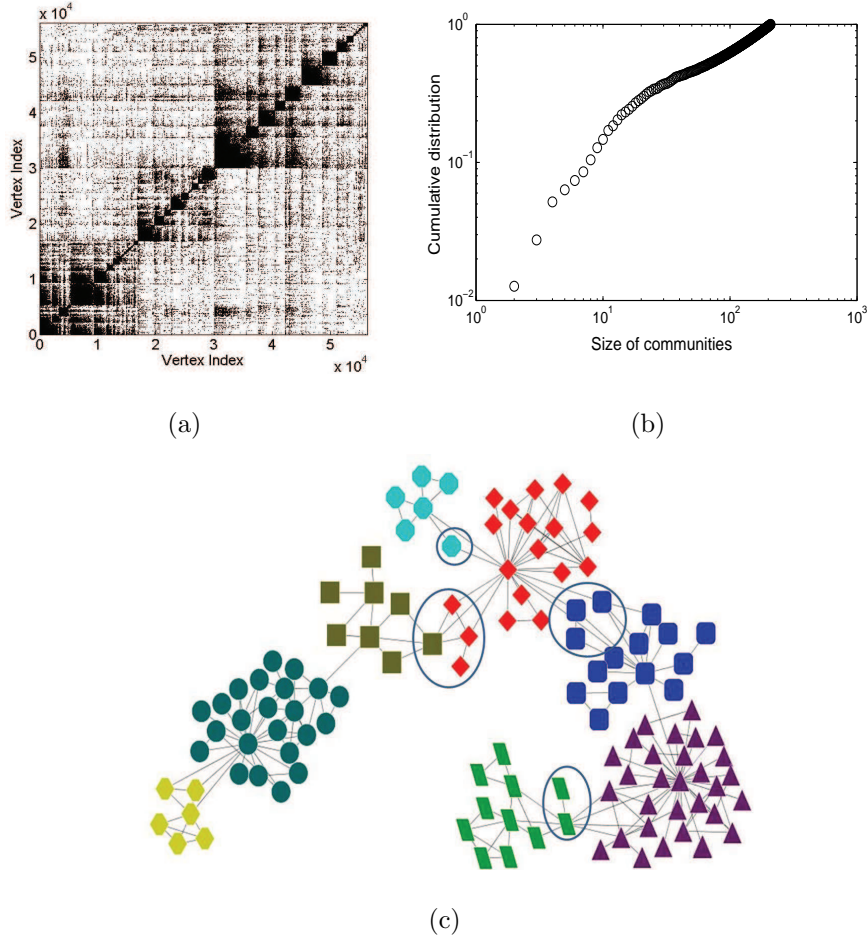 5
4
3
2
1
0
x 10^4
Vertex Index
0 1 2 3 4 5
Vertex Index
x 10^4
10^0
10^-1
10^-2
Cumulative distribution
10^0 10^1 10^2 10^3
Size of communities
(a) (b)
(c)